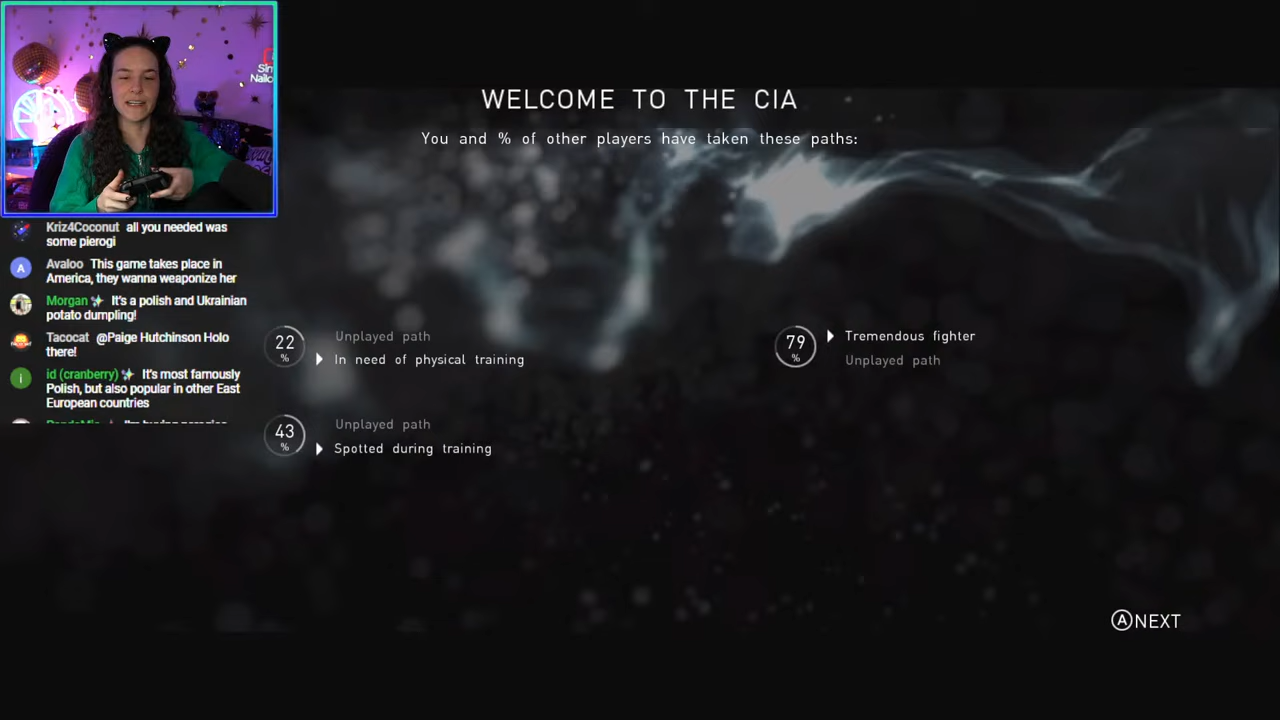 WELCOME TO THE CIA
You and % of other players have taken these paths:
Kriz4Coconut all you needed was
some pierogi
Avaloo This game takes place in
America, they wanna weaponize her
Morgan It's a polish and Ukrainian
potato dumpling!
Tacocat @Paige Hutchinson Holo
there!
id (cranberry) It's most famously
Polish, but also popular in other East
European countries
22 %
Unplayed path
In need of physical training
79 %
Tremendous fighter
Unplayed path
43 %
Unplayed path
Spotted during training
A NEXT